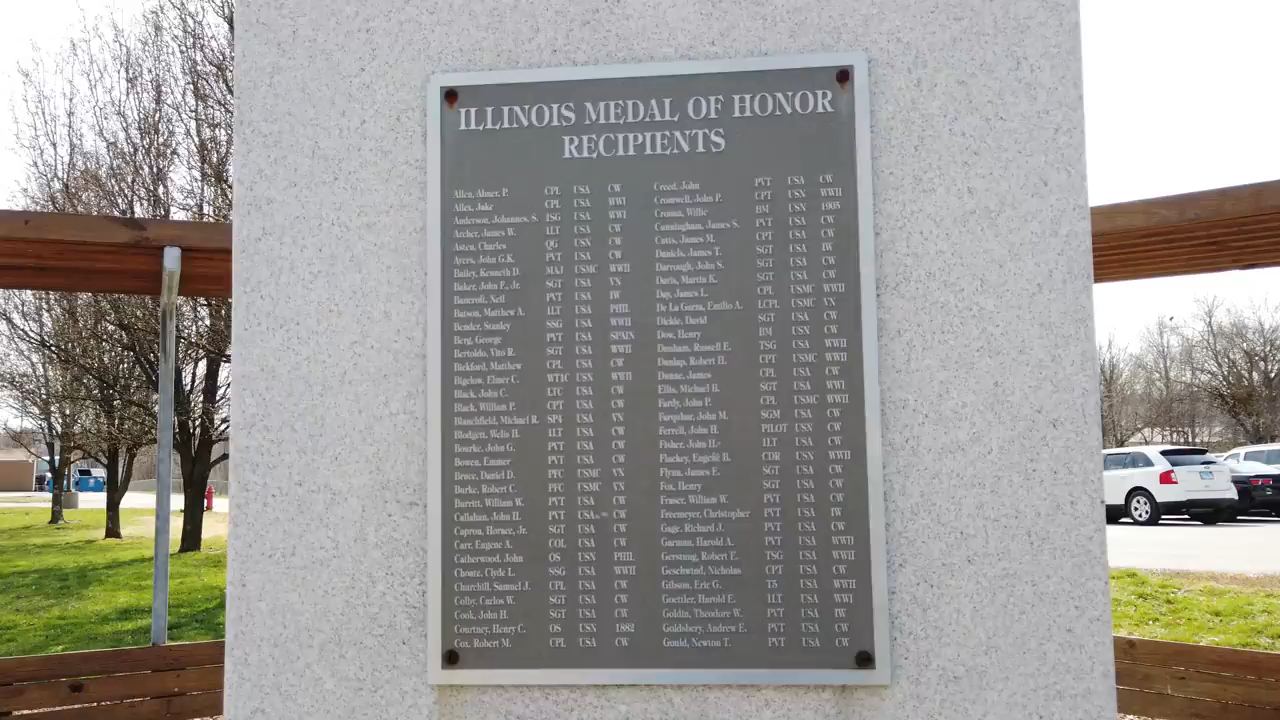 ILLINOIS MEDAL OF HONOR
RECIPIENTS
Allen, Abner P. CPL USA CW
Allex, Jake CPL USA WWI
Anderson, Johannes. S. 1SG USA WWI
Archer, James W. 1LT USA CW
Asten, Charles QG USN CW
Ayers, John G.K. PVT USA CW
Bailey, Kenneth D. MAJ USMC WWII
Baker, John F., Jr. SGT USA VN
Bancroft, Neil PVT USA IW
Batson, Matthew A. 1LT USA PHIL
Bender, Stanley SSG USA WWII
Berg, George PVT USA SPAIN
Bertoldo, Vito R. SGT USA WWII
Bickford, Matthew CPL USA CW
Bigelow, Elmer C. WT1C USN WWII
Black, John C. LTC USA CW
Black, William P. CPT USA CW
Blanchfield, Michael R. SP4 USA VN
Blodgett, Wells H. 1LT USA CW
Bourke, John G. PVT USA CW
Bowen, Emmer PVT USA CW
Bruce, Daniel D. PFC USMC VN
Burke, Robert C. PFC USMC VN
Burritt, William W. PVT USA CW
Callahan, John H. PVT USA CW
Capron, Horace, Jr. SGT USA CW
Carr, Eugene A. COL USA CW
Catherwood, John OS USN PHIL
Choate, Clyde L. SSG USA WWII
Churchill, Samuel J. CPL USA CW
Colby, Carlos W. SGT USA CW
Cook, John H. SGT USA CW
Courtney, Henry C. OS USN 1882
Cox, Robert M. CPL USA CW
Creed, John PVT USA CW
Cromwell, John P. CPT USN WWII
Cronan, Willie BM USN 1905
Cunningham, James S. PVT USA CW
Cutts, James M. CPT USA CW
Daniels, James T. SGT USA IW
Darrough, John S. SGT USA CW
Davis, Martin K. SGT USA CW
Day, James L. CPL USMC WWII
De La Garza, Emilio A. LCPL USMC VN
Dickie, David SGT USA CW
Dow, Henry BM USN CW
Dunham, Russell E. TSG USA WWII
Dunlap, Robert H. CPT USMC WWII
Dunne, James CPL USA CW
Ellis, Michael B. SGT USA WWI
Fardy, John P. CPL USMC WWII
Farquhar, John M. SGM USA CW
Ferrell, John H. PILOT USN CW
Fisher, John H. 1LT USA CW
Fluckey, Eugene B. CDR USN WWII
Flynn, James E. SGT USA CW
Fox, Henry SGT USA CW
Fraser, William W. PVT USA CW
Freemeyer, Christopher PVT USA IW
Gage, Richard J. PVT USA CW
Garman, Harold A. PVT USA WWII
Gerstung, Robert E. TSG USA WWII
Geschwind, Nicholas CPT USA CW
Gibson, Eric G. T5 USA WWII
Goettler, Harold E. 1LT USA WWI
Goldin, Theodore W. PVT USA IW
Goldsbery, Andrew E. PVT USA CW
Gould, Newton T. PVT USA CW